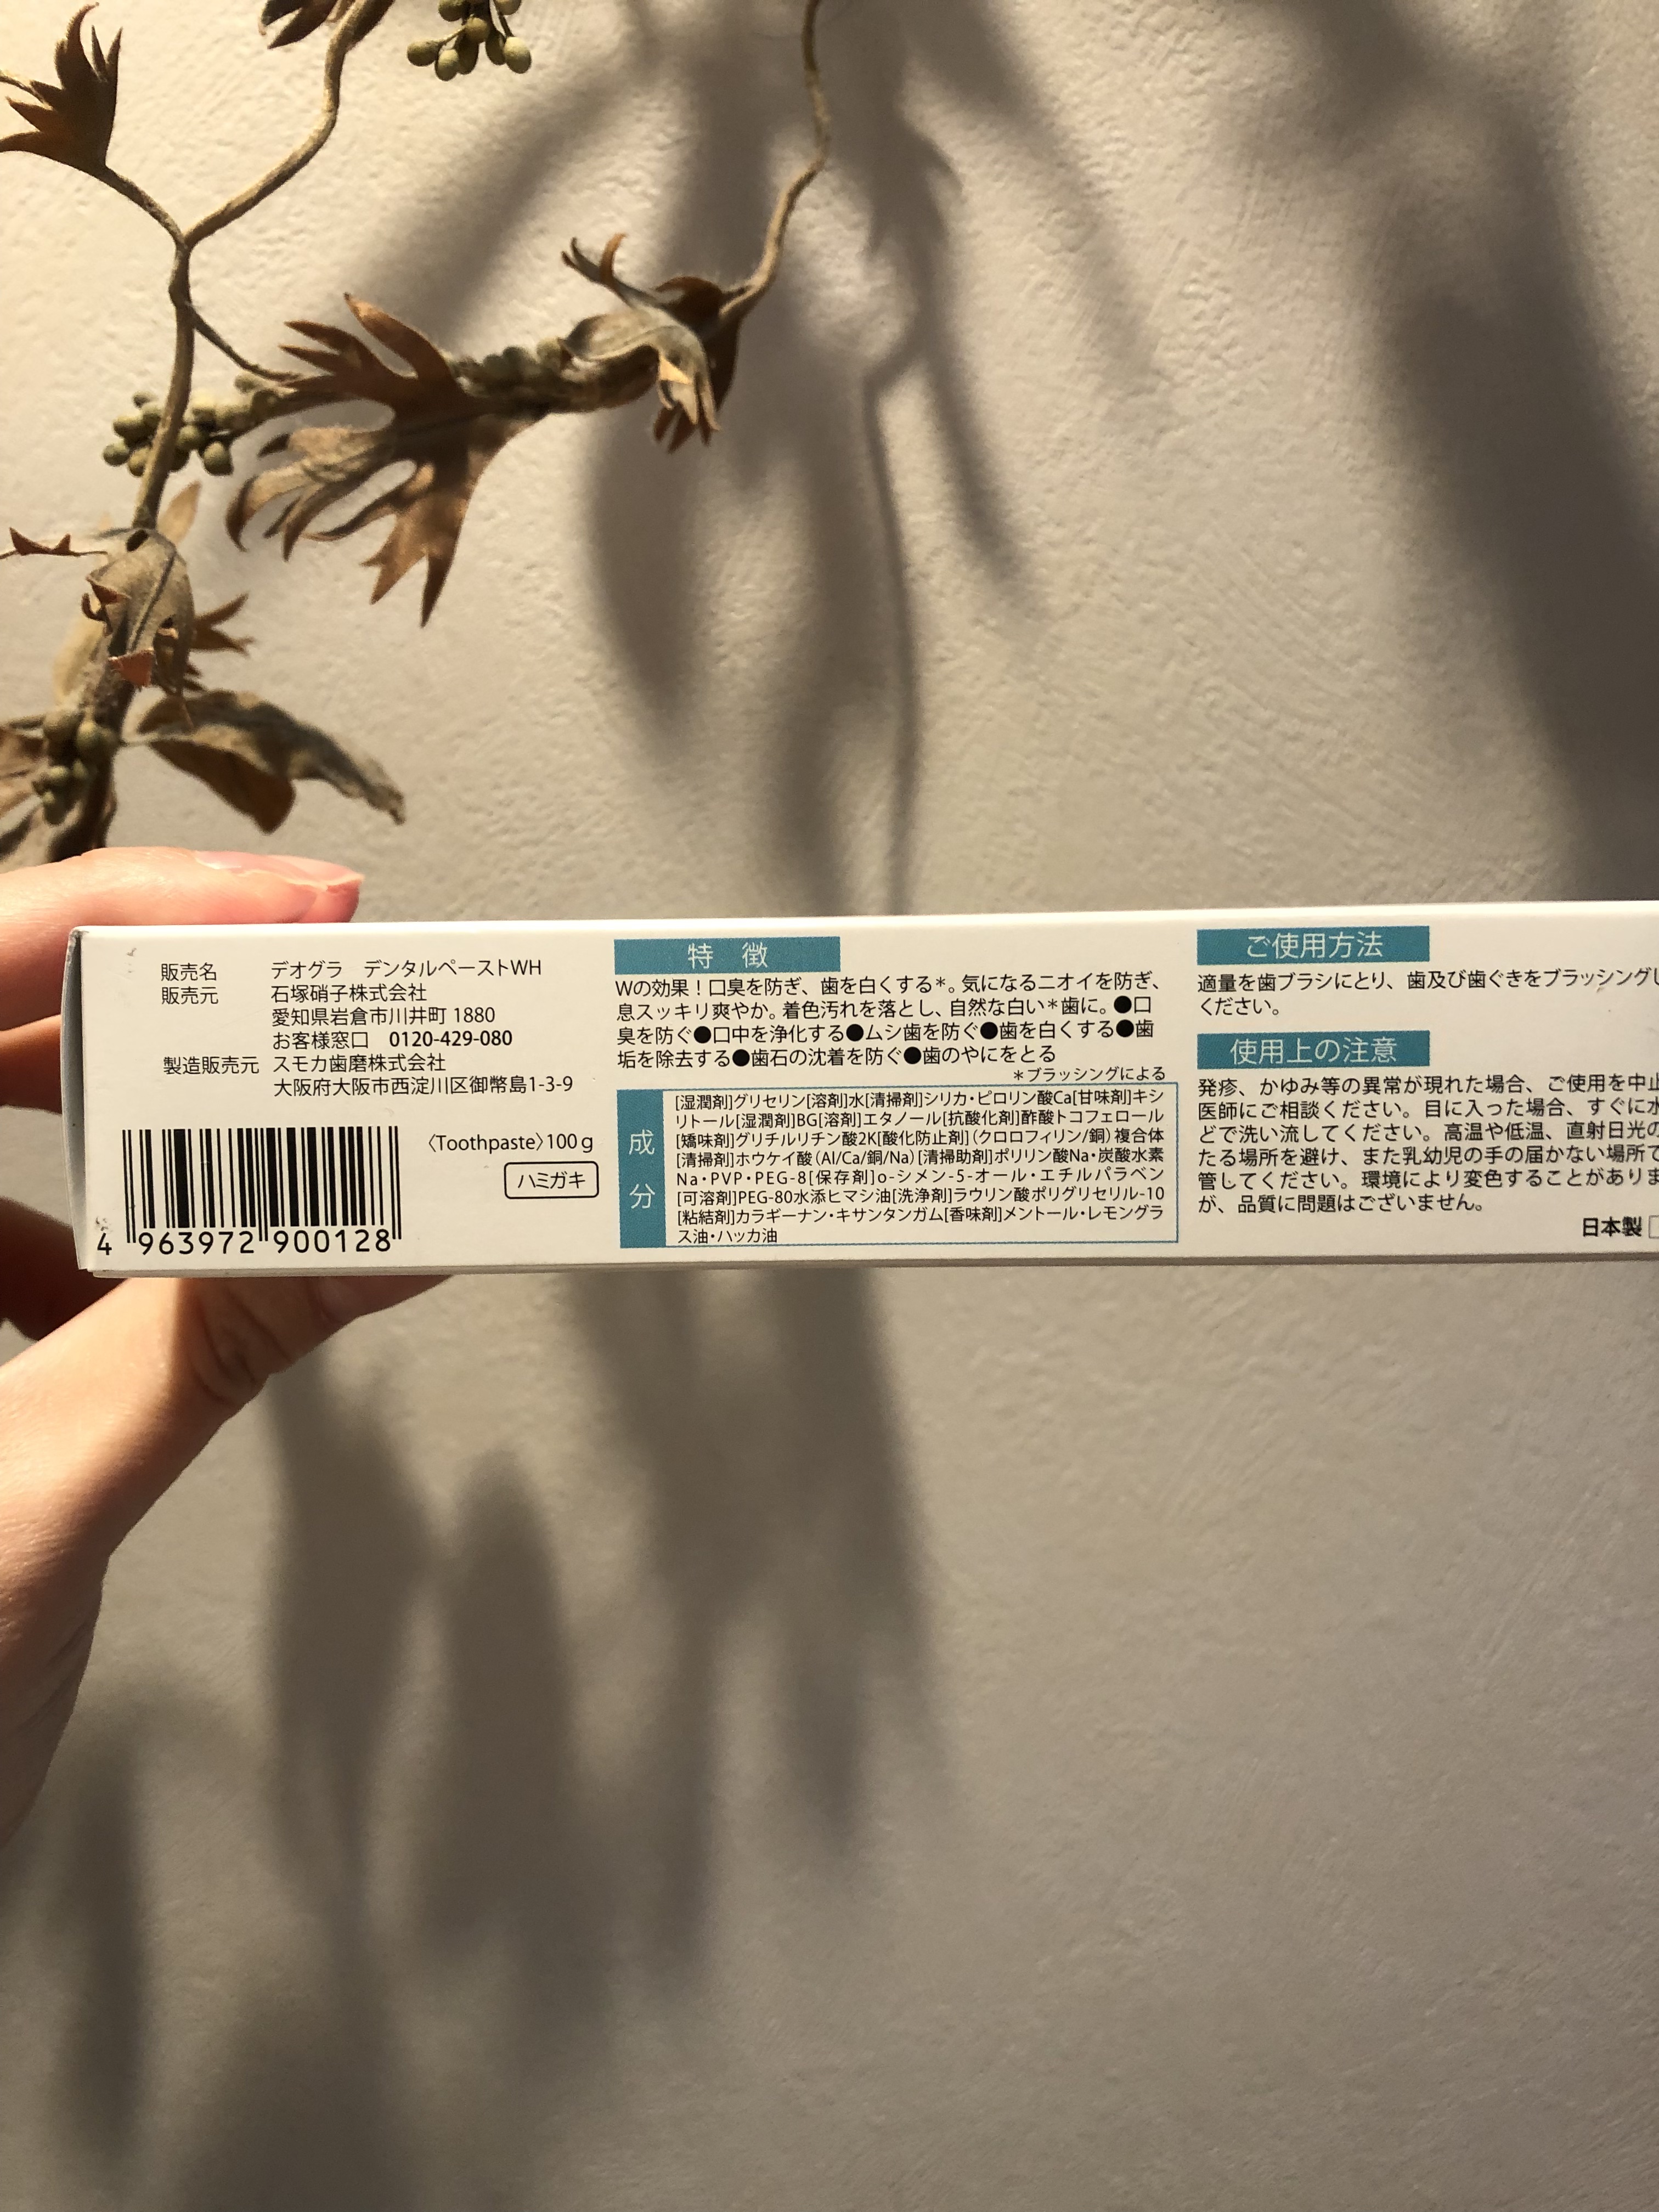 販売名 デオグラ デンタルペーストWH
販売元 石塚硝子株式会社
愛知県岩倉市川井町 1880
お客様窓口 0120-429-080
製造販売元 スモカ歯磨株式会社
大阪府大阪市西淀川区御幣島1-3-9
〈Toothpaste〉100g
ハミガキ
4 963972 900128
特 徴
Wの効果！口臭を防ぎ、歯を白くする＊。気になるニオイを防ぎ、
息スッキリ爽やか。着色汚れを落とし、自然な白い＊歯に。●口
臭を防ぐ●口中を浄化する●ムシ歯を防ぐ●歯を白くする●歯
垢を除去する●歯石の沈着を防ぐ●歯のやにをとる
＊ブラッシングによる
成分
[湿潤剤]グリセリン[溶剤]水[清掃剤]シリカ・ピロリン酸Ca[甘味剤]キシ
リトール[湿潤剤]BG[溶剤]エタノール[抗酸化剤]酢酸トコフェロール
[矯味剤]グリチルリチン酸2K[酸化防止剤]（クロロフィリン/銅）複合体
[清掃剤]ホウケイ酸（Al/Ca/銅/Na）[清掃助剤]ポリリン酸Na・炭酸水素
Na・PVP・PEG-8[保存剤]o-シメン-5-オール・エチルパラベン
[可溶剤]PEG-80水添ヒマシ油[洗浄剤]ラウリン酸ポリグリセリル-10
[粘結剤]カラギーナン・キサンタンガム[香味剤]メントール・レモングラ
ス油・ハッカ油
ご使用方法
適量を歯ブラシにとり、歯及び歯ぐきをブラッシングし
ください。
使用上の注意
発疹、かゆみ等の異常が現れた場合、ご使用を中止
医師にご相談ください。目に入った場合、すぐに水
どで洗い流してください。高温や低温、直射日光の
たる場所を避け、また乳幼児の手の届かない場所で
管してください。環境により変色することがありま
が、品質に問題はございません。
日本製